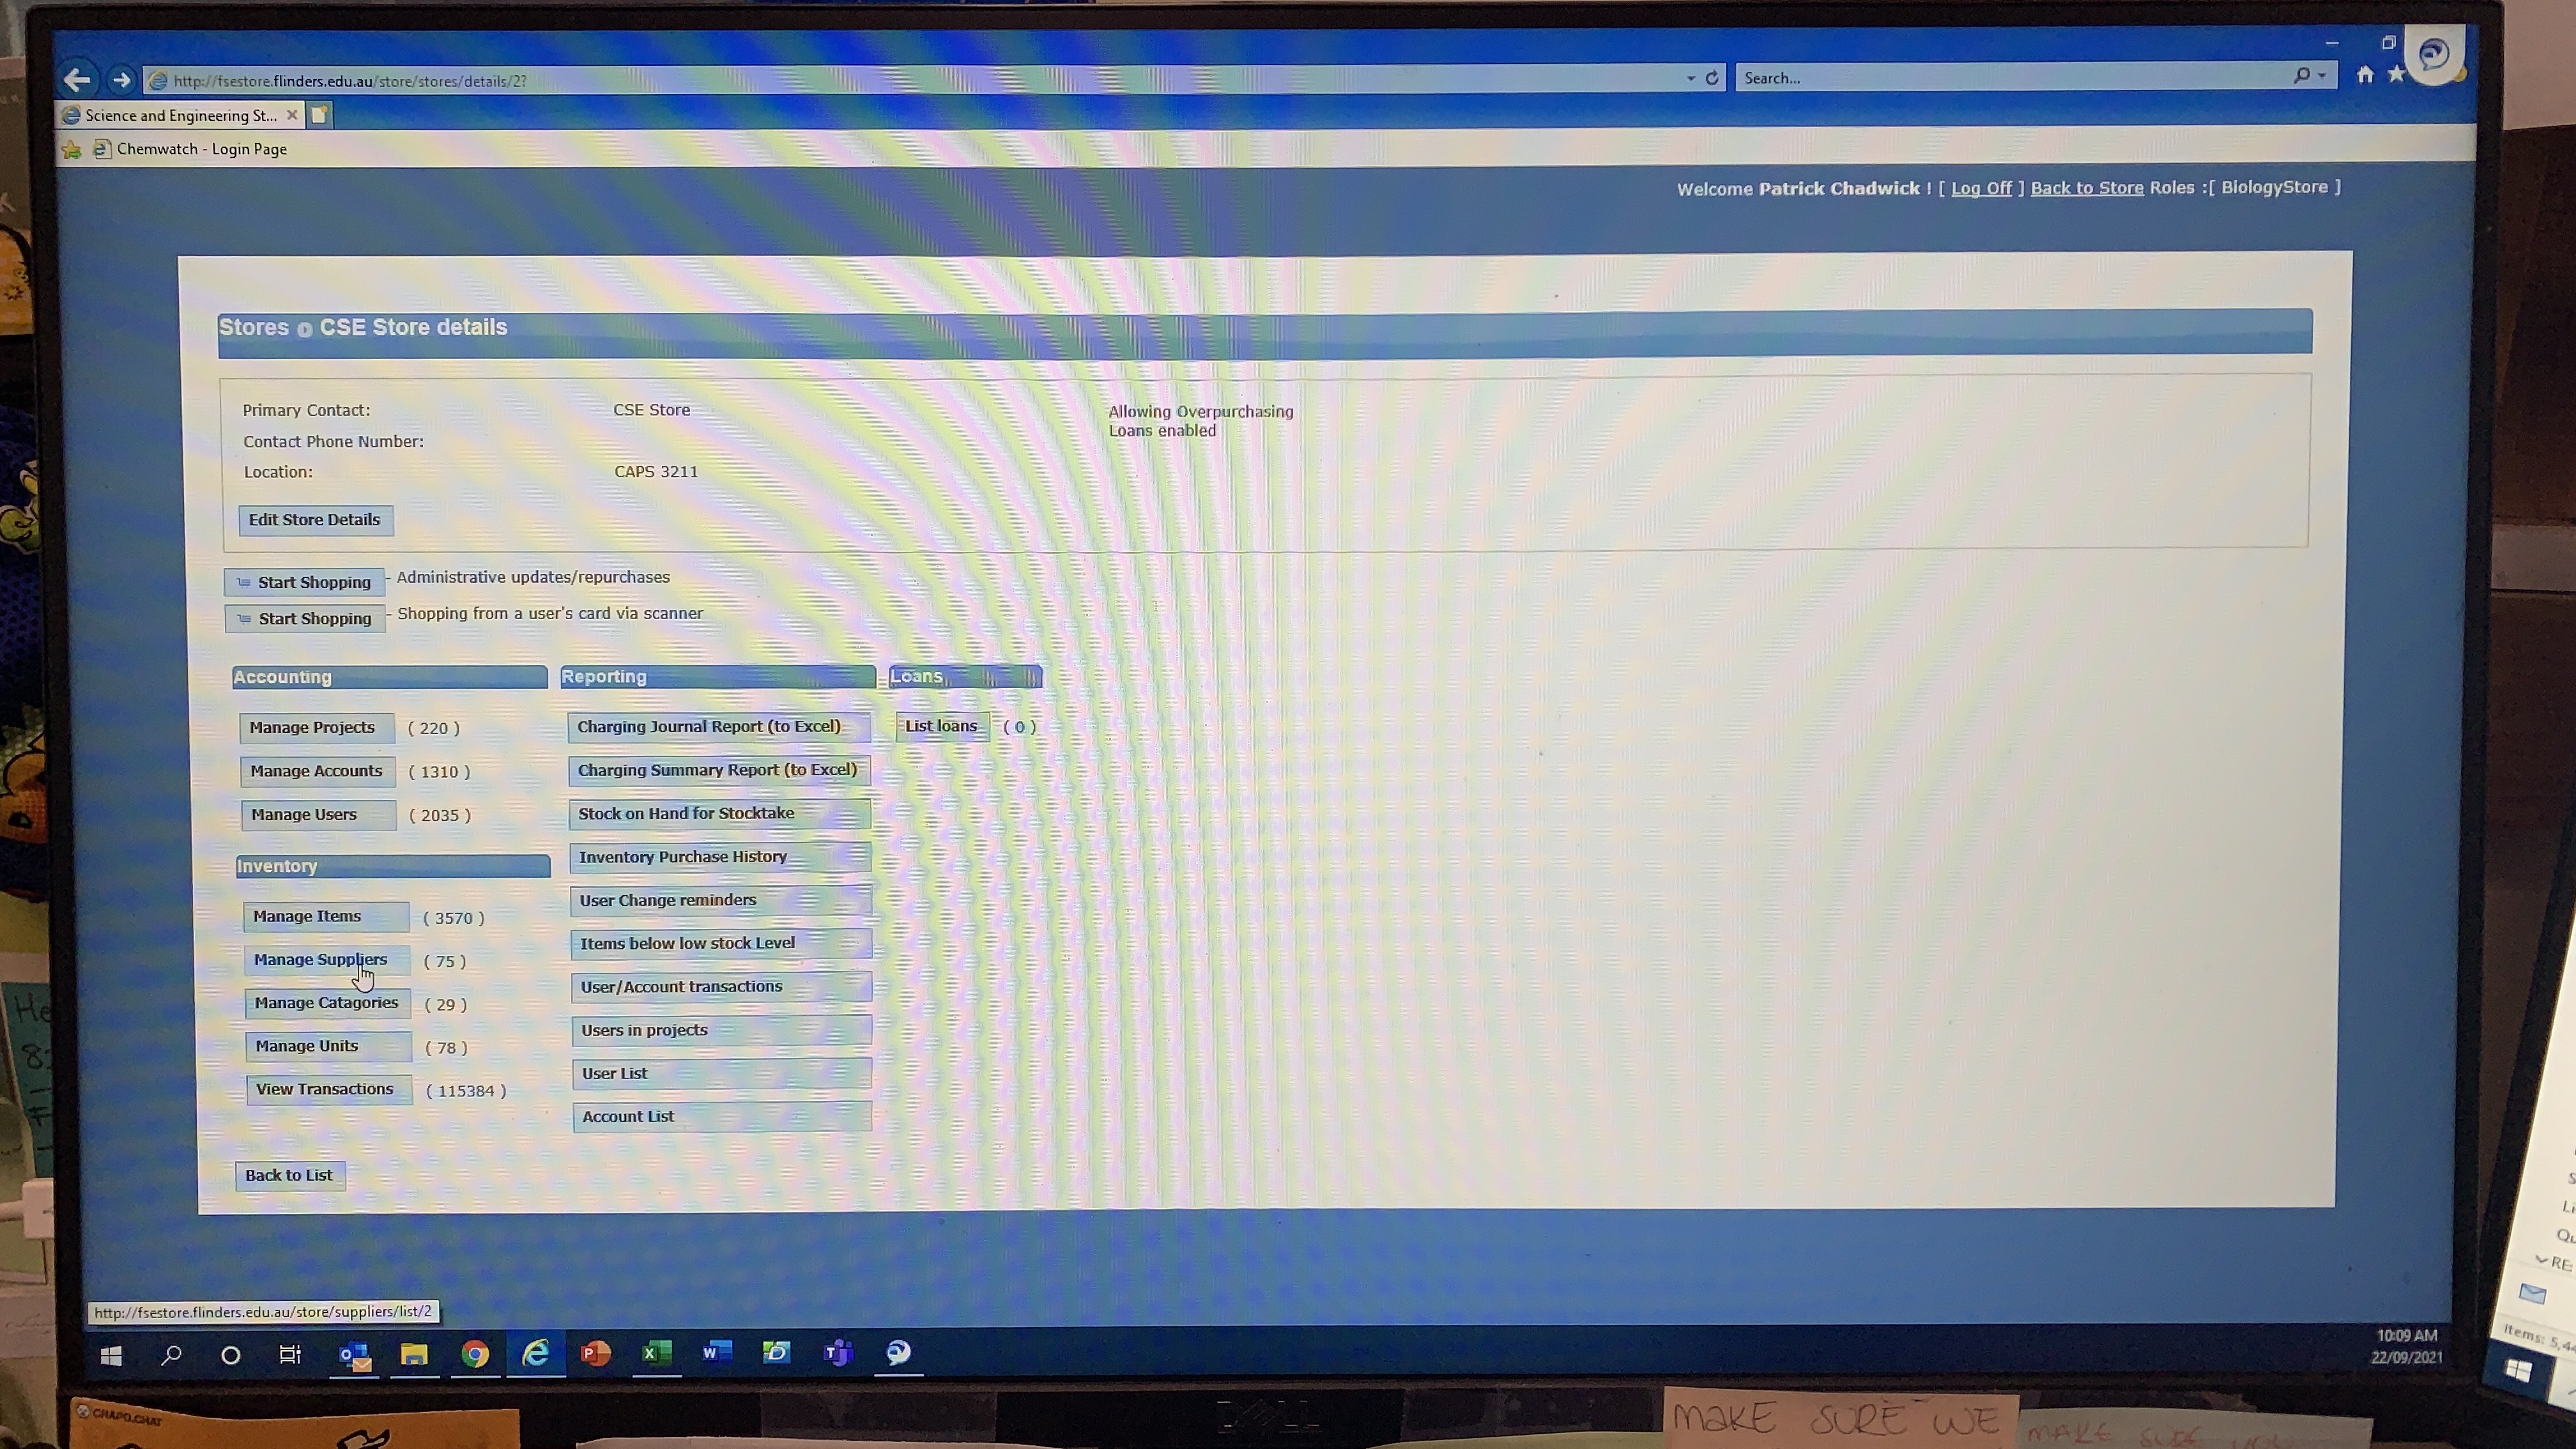 http://fsestore.flinders.edu.au/store/stores/details/2?
Search...
Science and Engineering St...
Chemwatch - Login Page
Welcome Patrick Chadwick ! [ Log Off ] Back to Store Roles :[ BiologyStore ]
Stores CSE Store details
Primary Contact: CSE Store
Allowing Overpurchasing
Loans enabled
Contact Phone Number:
Location: CAPS 3211
Edit Store Details
Start Shopping - Administrative updates/repurchases
Start Shopping - Shopping from a user's card via scanner
Accounting
Manage Projects ( 220 )
Manage Accounts ( 1310 )
Manage Users ( 2035 )
Inventory
Manage Items ( 3570 )
Manage Suppliers ( 75 )
Manage Catagories ( 29 )
Manage Units ( 78 )
View Transactions ( 115384 )
Reporting
Charging Journal Report (to Excel)
Charging Summary Report (to Excel)
Stock on Hand for Stocktake
Inventory Purchase History
User Change reminders
Items below low stock Level
User/Account transactions
Users in projects
User List
Account List
Loans
List loans ( 0 )
Back to List
http://fsestore.flinders.edu.au/store/suppliers/list/2
10:09 AM
22/09/2021
CHAPO.CHAT
DELL
MAKE SURE WE
MAKE SURE
Items:
RE